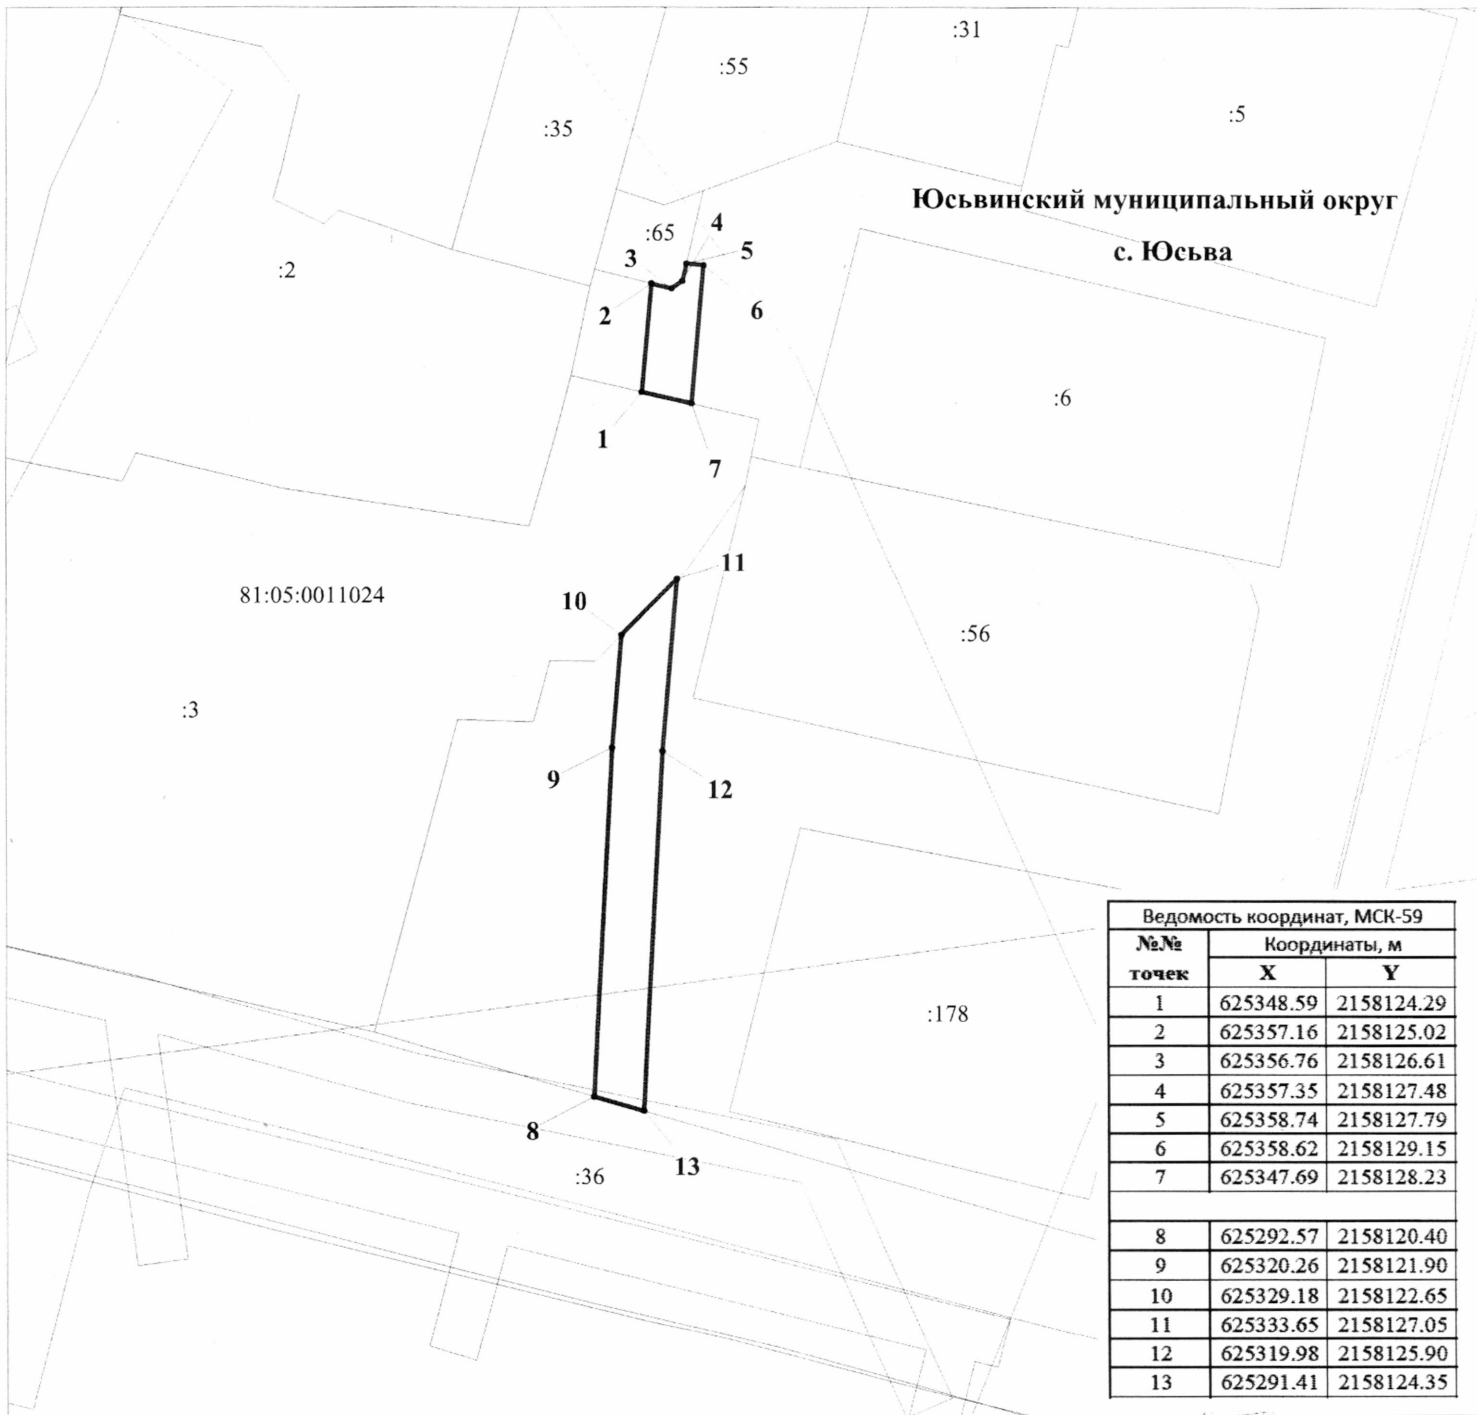 :31
:55
:5
:35
Юсьвинский муниципальный округ
с. Юсьва
:65
4
5
3
:2
2
6
:6
1
7
11
81:05:0011024
10
:56
:3
9
12
:178
8
13
:36
Ведомость координат, МСК-59
№№ точек
Координаты, м
X Y
1 625348.59 2158124.29
2 625357.16 2158125.02
3 625356.76 2158126.61
4 625357.35 2158127.48
5 625358.74 2158127.79
6 625358.62 2158129.15
7 625347.69 2158128.23
8 625292.57 2158120.40
9 625320.26 2158121.90
10 625329.18 2158122.65
11 625333.65 2158127.05
12 625319.98 2158125.90
13 625291.41 2158124.35